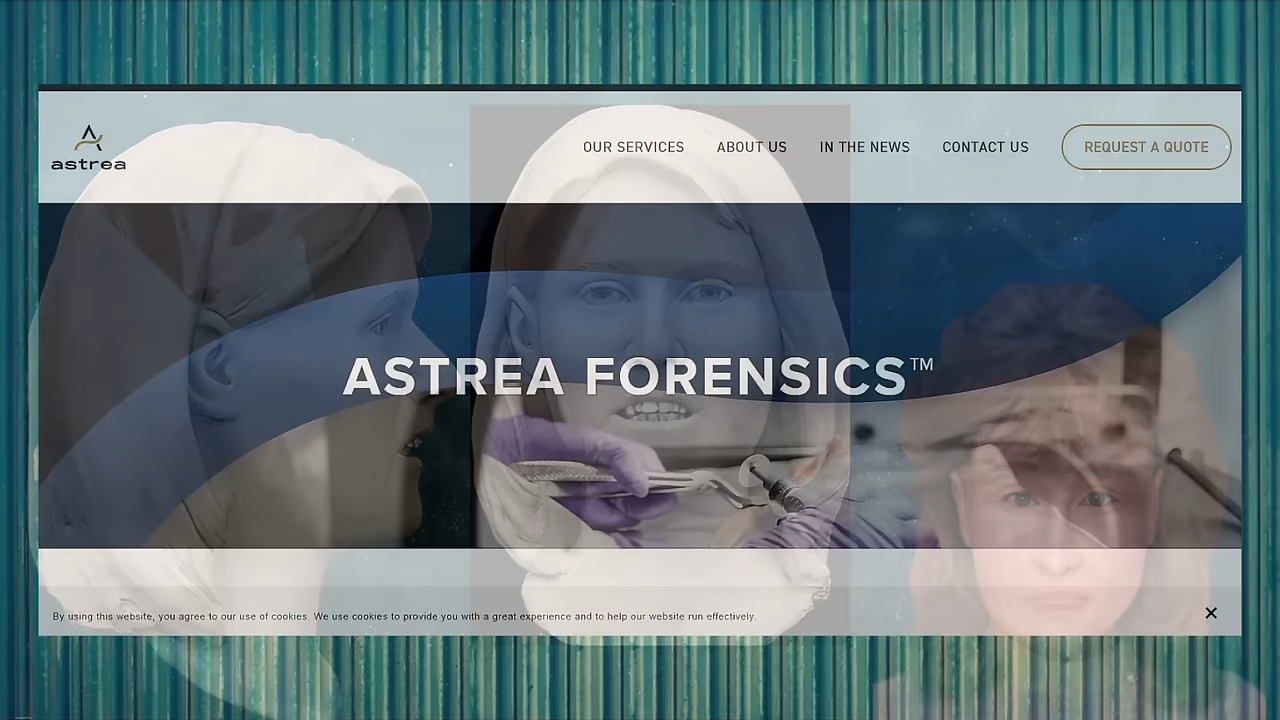 astrea
OUR SERVICES ABOUT US IN THE NEWS CONTACT US REQUEST A QUOTE
ASTREA FORENSICS™
By using this website, you agree to our use of cookies. We use cookies to provide you with a great experience and to help our website run effectively.